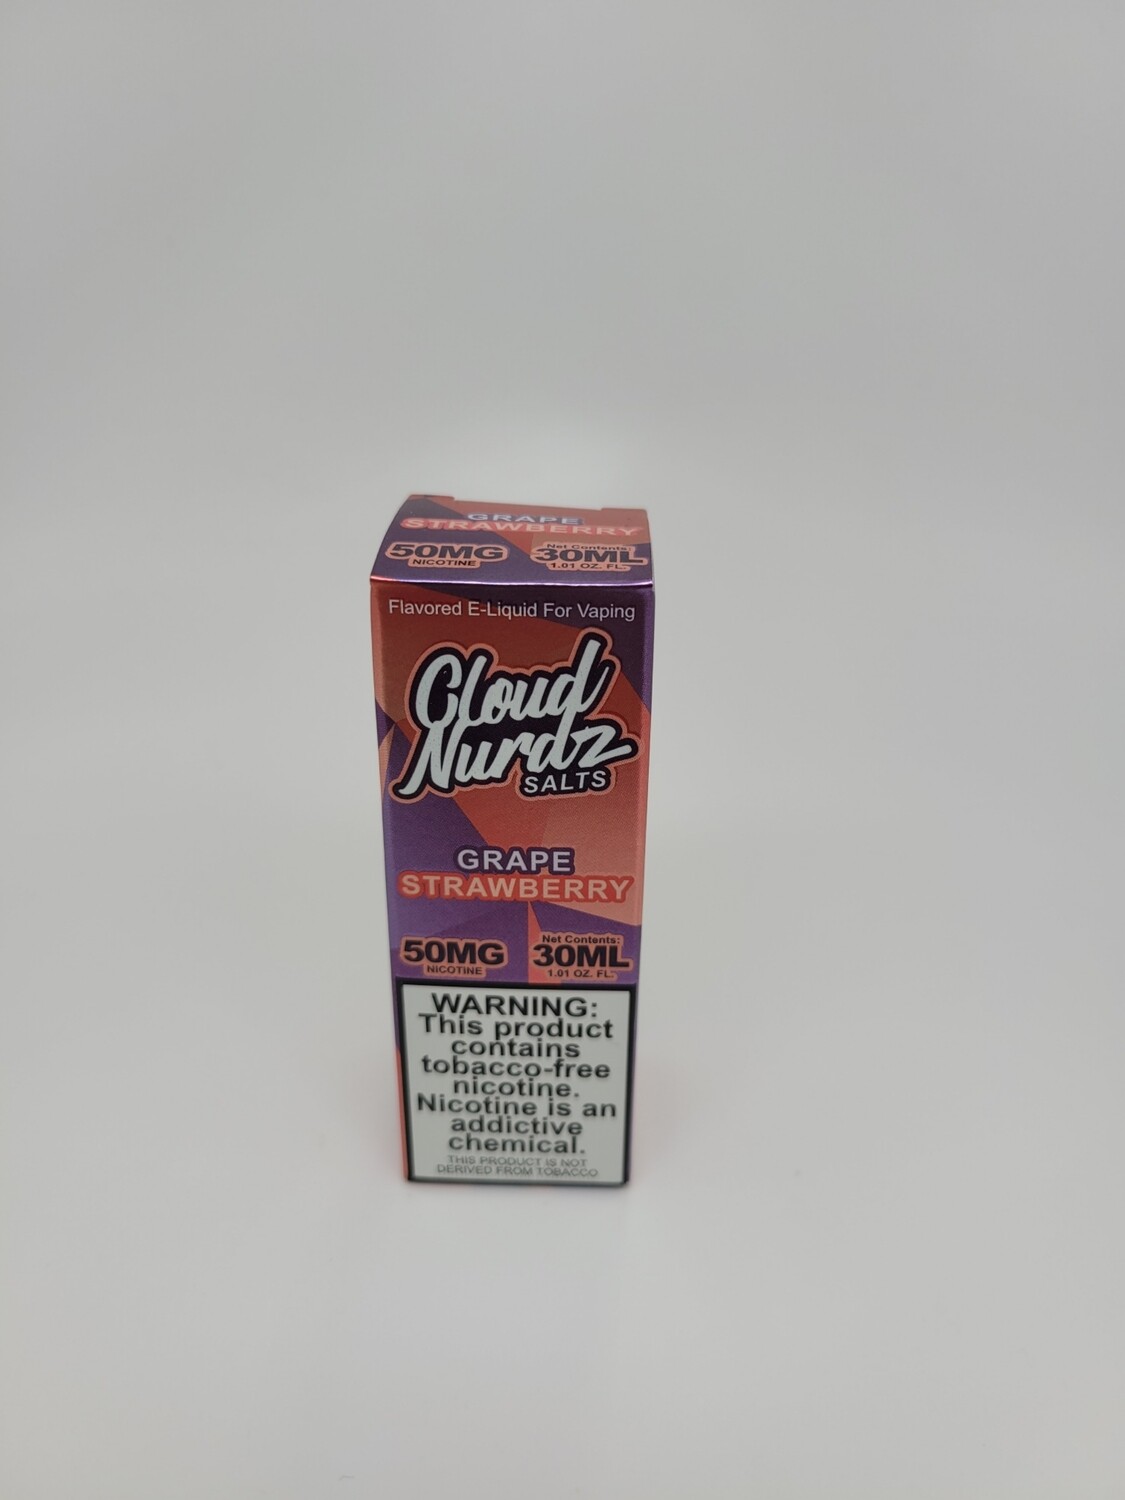 GRAPE
STRAWBERRY
50MG
NICOTINE
Net Contents:
30ML
1.01 OZ. FL.
Flavored E-Liquid For Vaping
Cloud
Nurdz
SALTS
GRAPE
STRAWBERRY
50MG
NICOTINE
Net Contents:
30ML
1.01 OZ. FL.
WARNING:
This product
contains
tobacco-free
nicotine.
Nicotine is an
addictive
chemical.
THIS PRODUCT IS NOT
DERIVED FROM TOBACCO